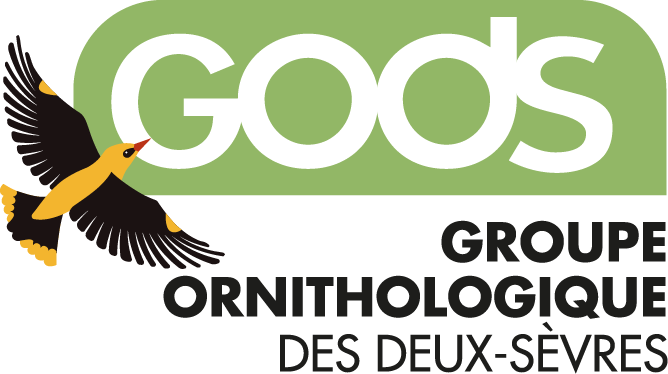 GODS
GROUPE
ORNITHOLOGIQUE
DES DEUX-SÈVRES